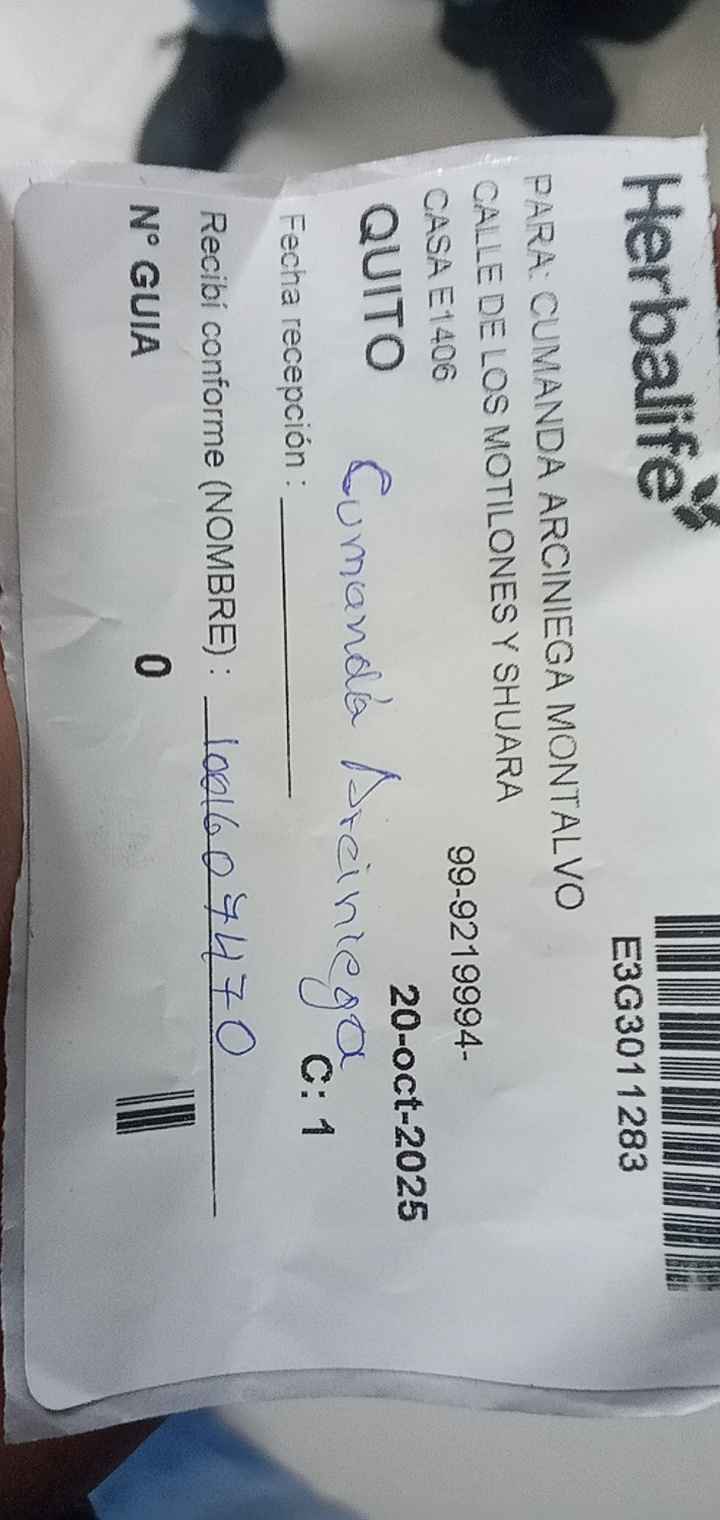 Herbalife
E3G3011283
PARA: CUMANDA ARCINIEGA MONTALVO
CALLE DE LOS MOTILONES Y SHUARA
CASA E1406
99-9219994-
QUITO
20-oct-2025
Cumandá Arciniega
Fecha recepción :
C: 1
Recibí conforme (NOMBRE) : 1001607470
N° GUIA 0